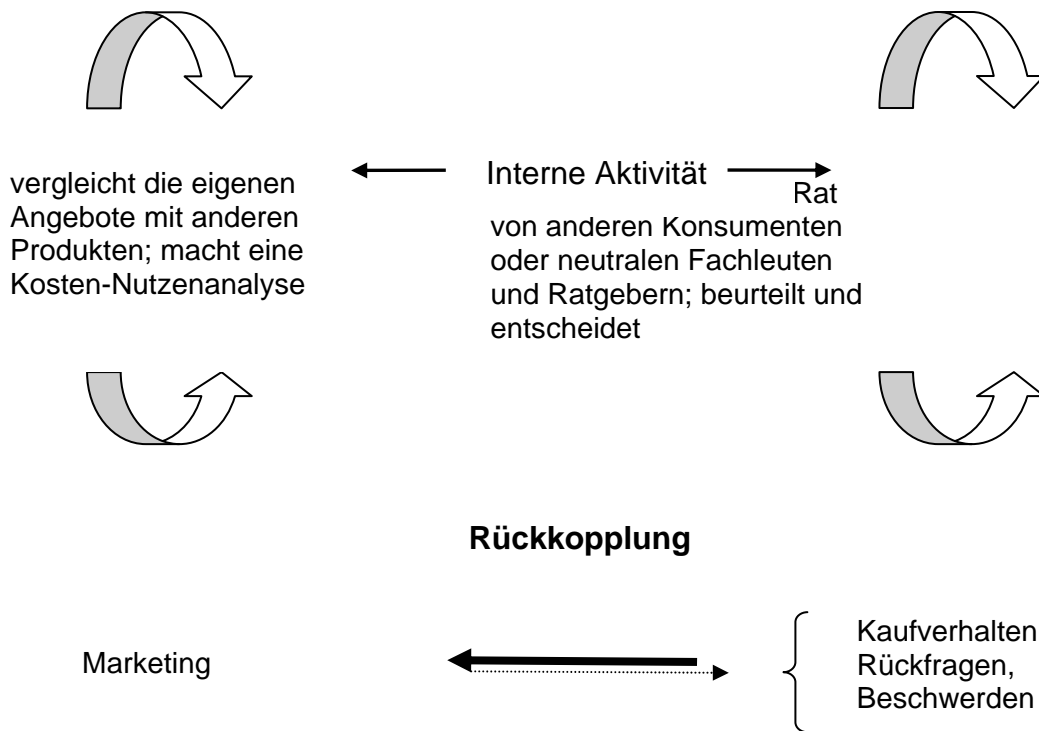 vergleicht die eigenen
Angebote mit anderen
Produkten; macht eine
Kosten-Nutzenanalyse
Interne Aktivität
Rat
von anderen Konsumenten
oder neutralen Fachleuten
und Ratgebern; beurteilt und
entscheidet
Rückkopplung
Marketing
Kaufverhalten
Rückfragen,
Beschwerden